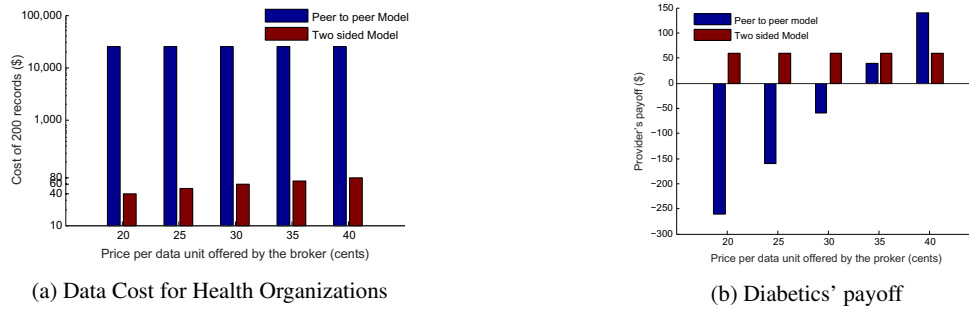 100,000
10,000
1,000
80
60
40
10
Cost of 200 records ($)
Peer to peer Model
Two sided Model
20 25 30 35 40
Price per data unit offered by the broker (cents)
(a) Data Cost for Health Organizations
150
100
50
0
−50
−100
−150
−200
−250
−300
Provider's payoff ($)
Peer to peer model
Two sided Model
20 25 30 35 40
Price per data unit offered by the proker (cents)
(b) Diabetics' payoff